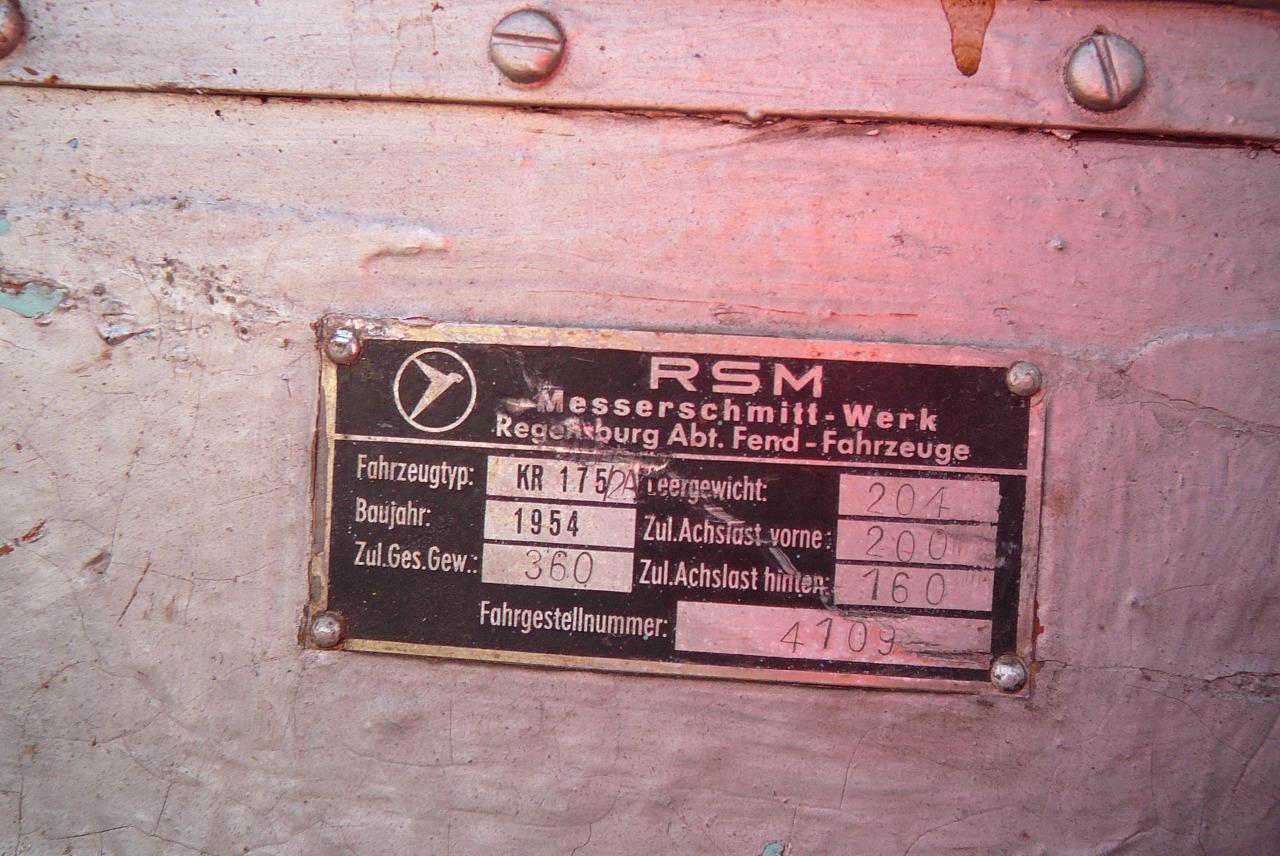 RSM
Messerschmitt-Werk
Regensburg Abt. Fend-Fahrzeuge
Fahrzeugtyp: KR 175/2A Leergewicht: 204
Baujahr: 1954 Zul.Achslast vorne: 200
Zul.Ges.Gew.: 360 Zul.Achslast hinten: 160
Fahrgestellnummer: 4109